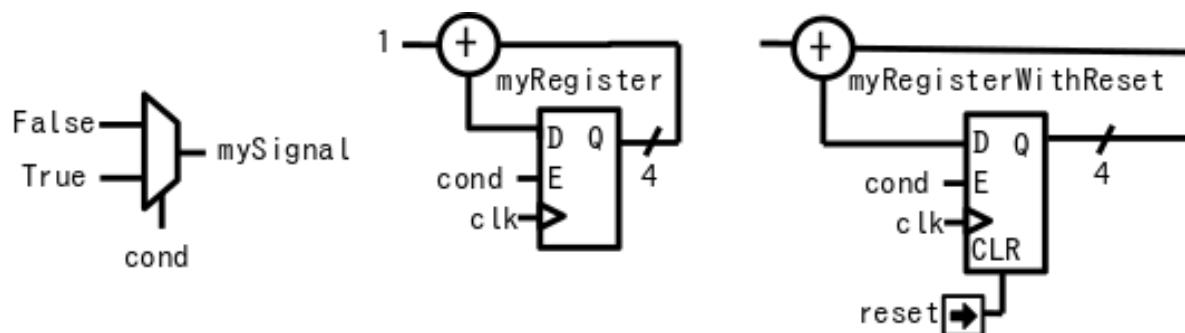 False
True
mySignal
cond
1
+
myRegister
D Q
cond
E
4
clk
+
myRegisterWithReset
D Q
cond
E
4
clk
CLR
reset